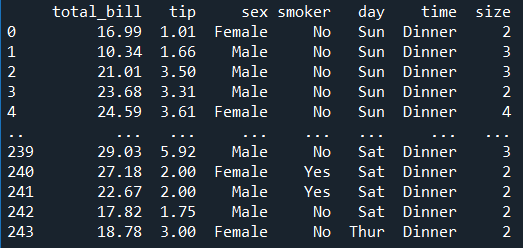 total_bill   tip     sex smoker   day    time  size
0         16.99  1.01  Female     No   Sun  Dinner     2
1         10.34  1.66    Male     No   Sun  Dinner     3
2         21.01  3.50    Male     No   Sun  Dinner     3
3         23.68  3.31    Male     No   Sun  Dinner     2
4         24.59  3.61  Female     No   Sun  Dinner     4
..          ...   ...     ...    ...   ...     ...   ...
239       29.03  5.92    Male     No   Sat  Dinner     3
240       27.18  2.00  Female    Yes   Sat  Dinner     2
241       22.67  2.00    Male    Yes   Sat  Dinner     2
242       17.82  1.75    Male     No   Sat  Dinner     2
243       18.78  3.00  Female     No  Thur  Dinner     2